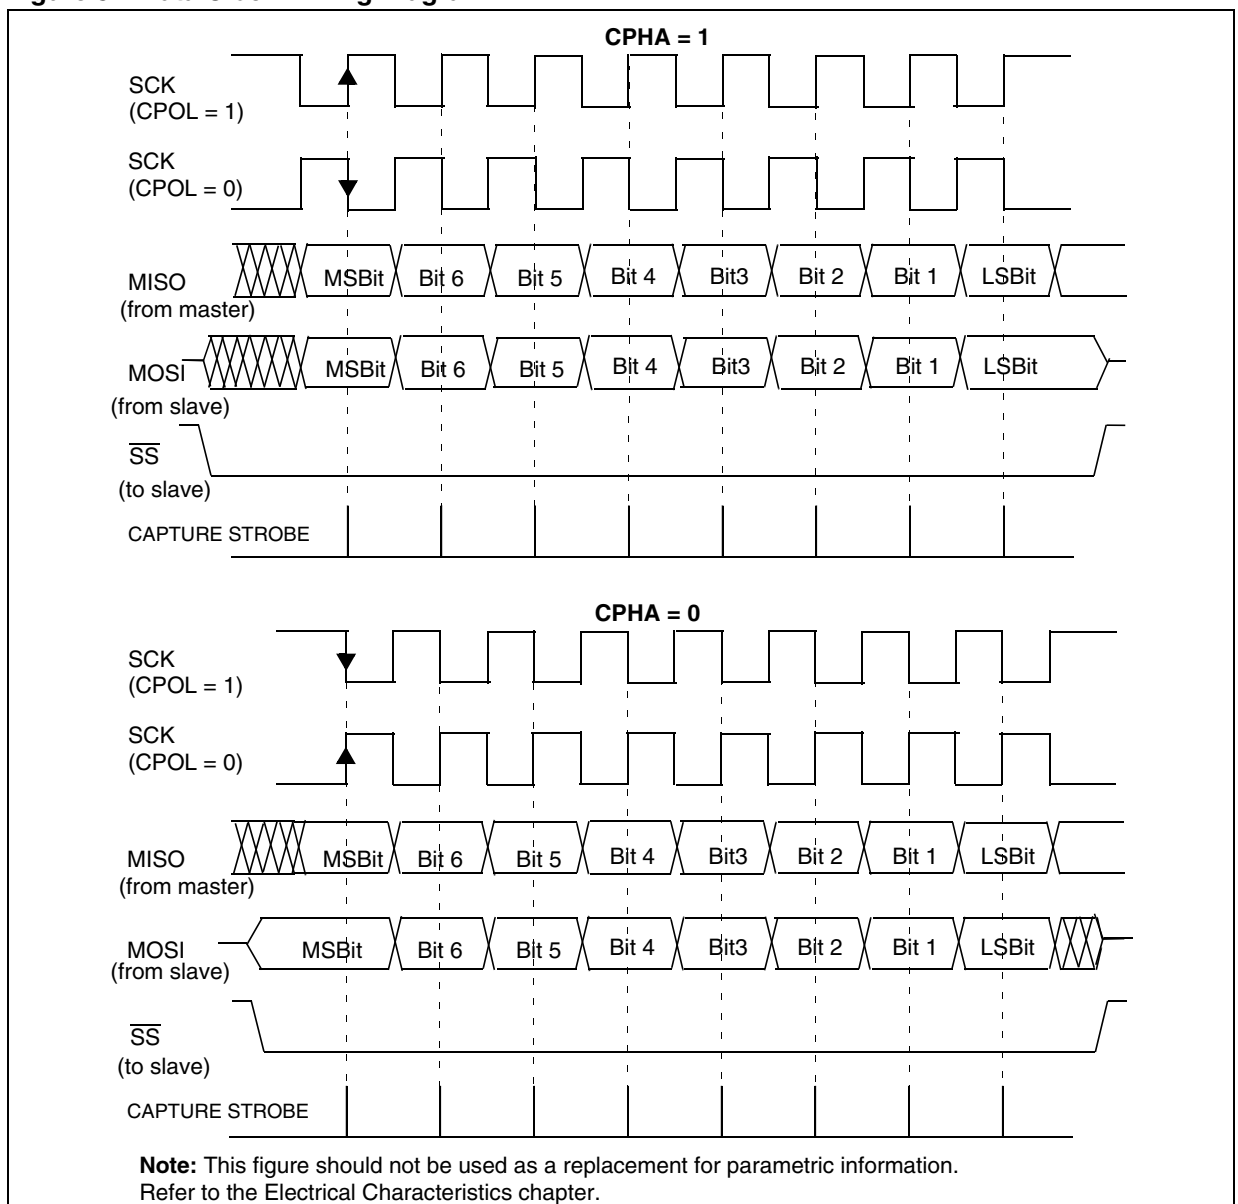 CPHA = 1
SCK
(CPOL = 1)
SCK
(CPOL = 0)
MISO
(from master)
MSBit Bit 6 Bit 5 Bit 4 Bit3 Bit 2 Bit 1 LSBit
MOSI
(from slave)
MSBit Bit 6 Bit 5 Bit 4 Bit3 Bit 2 Bit 1 LSBit
SS
(to slave)
CAPTURE STROBE
CPHA = 0
SCK
(CPOL = 1)
SCK
(CPOL = 0)
MISO
(from master)
MSBit Bit 6 Bit 5 Bit 4 Bit3 Bit 2 Bit 1 LSBit
MOSI
(from slave)
MSBit Bit 6 Bit 5 Bit 4 Bit3 Bit 2 Bit 1 LSBit
SS
(to slave)
CAPTURE STROBE
Note: This figure should not be used as a replacement for parametric information.
Refer to the Electrical Characteristics chapter.